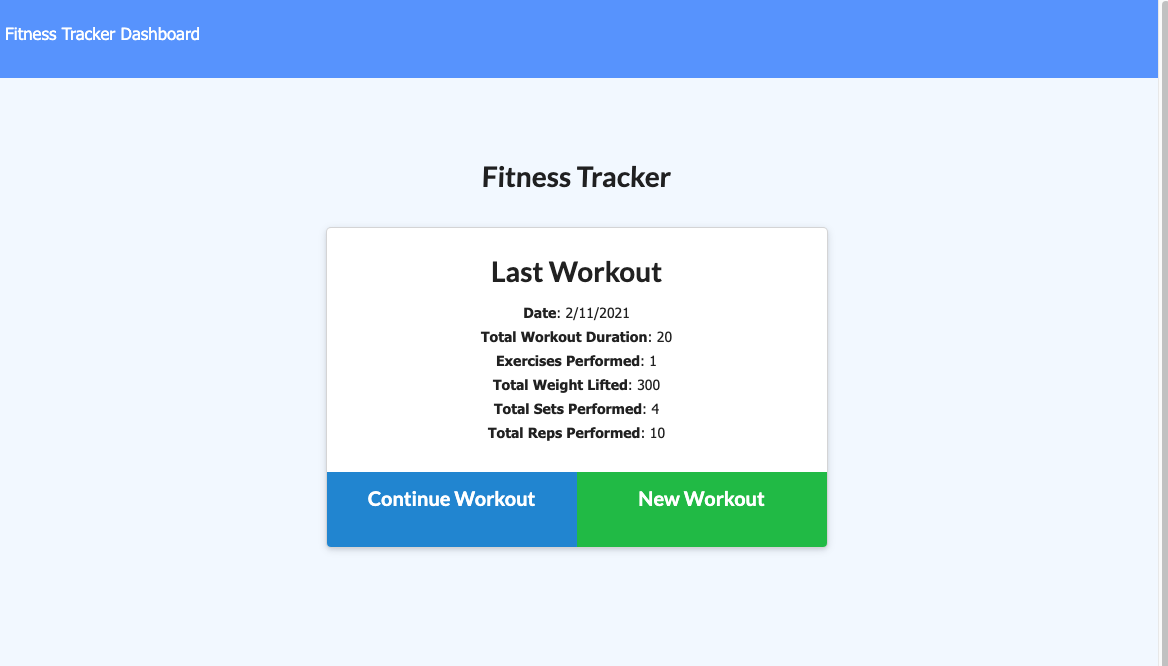 Fitness Tracker Dashboard
Fitness Tracker
Last Workout
Date: 2/11/2021
Total Workout Duration: 20
Exercises Performed: 1
Total Weight Lifted: 300
Total Sets Performed: 4
Total Reps Performed: 10
Continue Workout
New Workout